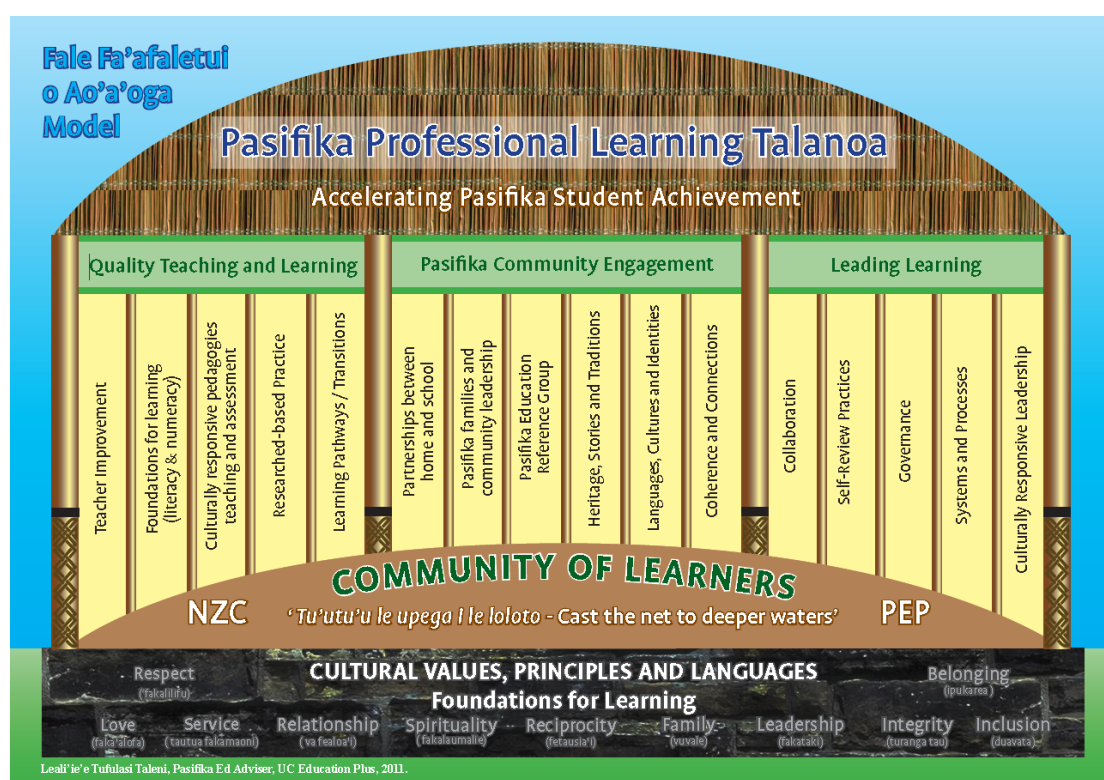 Fale Fa'afaletui
o Ao'a'oga
Model
Pasifika Professional Learning Talanoa
Accelerating Pasifika Student Achievement
Quality Teaching and Learning
Pasifika Community Engagement
Leading Learning
Teacher Improvement
Foundations for learning
(literacy & numeracy)
Culturally responsive pedagogies
teaching and assessment
Researched-based Practice
Learning Pathways / Transitions
Partnerships between
home and school
Pasifika families and
community leadership
Pasifika Education
Reference Group
Heritage, Stories and Traditions
Languages, Cultures and Identities
Coherence and Connections
Collaboration
Self-Review Practices
Governance
Systems and Processes
Culturally Responsive Leadership
COMMUNITY OF LEARNERS
NZC
'Tu'utu'u le upega i le loloto - Cast the net to deeper waters'
PEP
CULTURAL VALUES, PRINCIPLES AND LANGUAGES
Foundations for Learning
Respect
Belonging
(ipukarea)
Love
(faka'alofa)
Service
(tautua fakamaoni)
Relationship
(va fealoa'i)
Spirituality
(fakalaumalie)
Reciprocity
(fetausia'i)
Family
(vuvale)
Leadership
(fakataki)
Integrity
(turanga tau)
Inclusion
(duavata)
Leali'ie'e Tufulasi Taleni, Pasifika Ed Adviser, UC Education Plus, 2011.